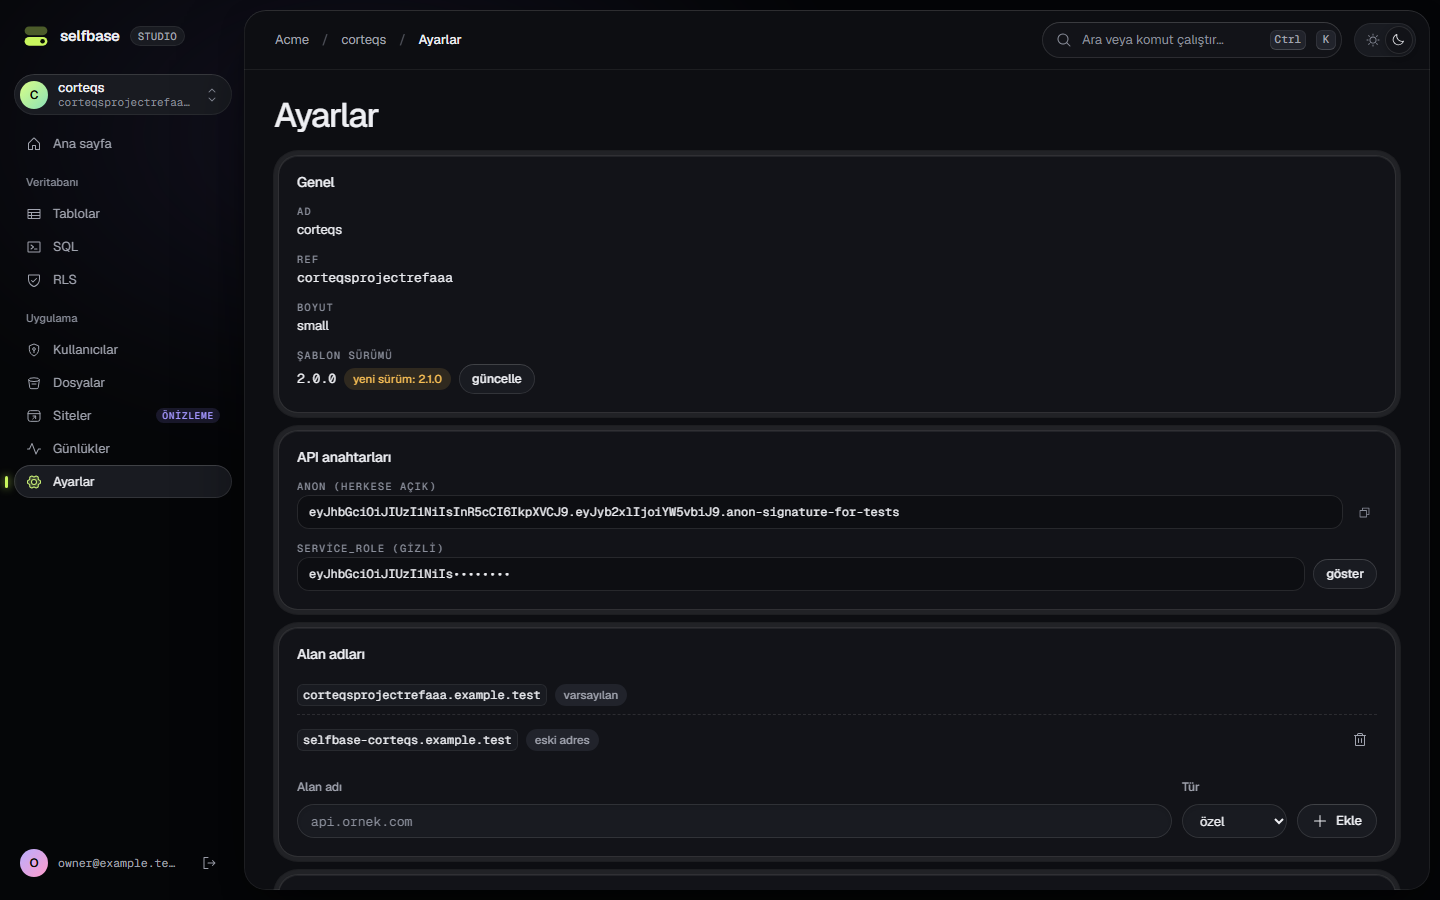 selfbase STUDIO
Acme / corteqs / Ayarlar
Ara veya komut çalıştır... Ctrl K
C corteqs
corteqsprojectrefaa…
Ana sayfa
Veritabanı
Tablolar
SQL
RLS
Uygulama
Kullanıcılar
Dosyalar
Siteler ÖNİZLEME
Günlükler
Ayarlar
O owner@example.te…
Ayarlar
Genel
AD
corteqs
REF
corteqsprojectrefaaa
BOYUT
small
ŞABLON SÜRÜMÜ
2.0.0 yeni sürüm: 2.1.0 güncelle
API anahtarları
ANON (HERKESE AÇIK)
eyJhbGciOiJIUzI1NiIsInR5cCI6IkpXVCJ9.eyJyb2xlIjoiYW5vbiJ9.anon-signature-for-tests
SERVİCE_ROLE (GİZLİ)
eyJhbGciOiJIUzI1NiIs•••••••• göster
Alan adları
corteqsprojectrefaaa.example.test varsayılan
selfbase-corteqs.example.test eski adres
Alan adı Tür
api.ornek.com özel Ekle